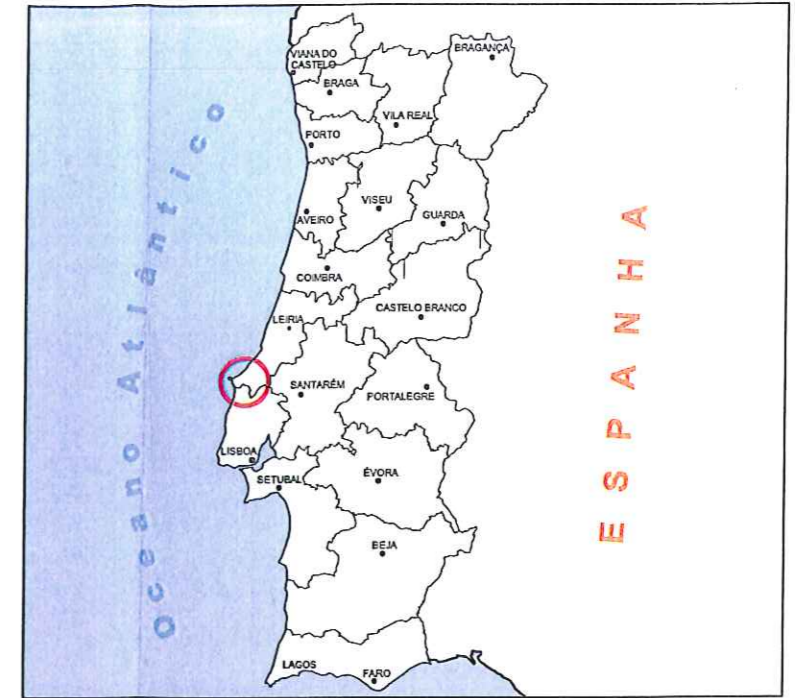 VIANA DO
CASTELO
BRAGANÇA
BRAGA
VILA REAL
PORTO
VISEU
AVEIRO
GUARDA
COIMBRA
CASTELO BRANCO
LEIRIA
SANTARÉM
PORTALEGRE
LISBOA
ÉVORA
SETUBAL
BEJA
LAGOS
FARO
Oceano Atlântico
ESPANHA